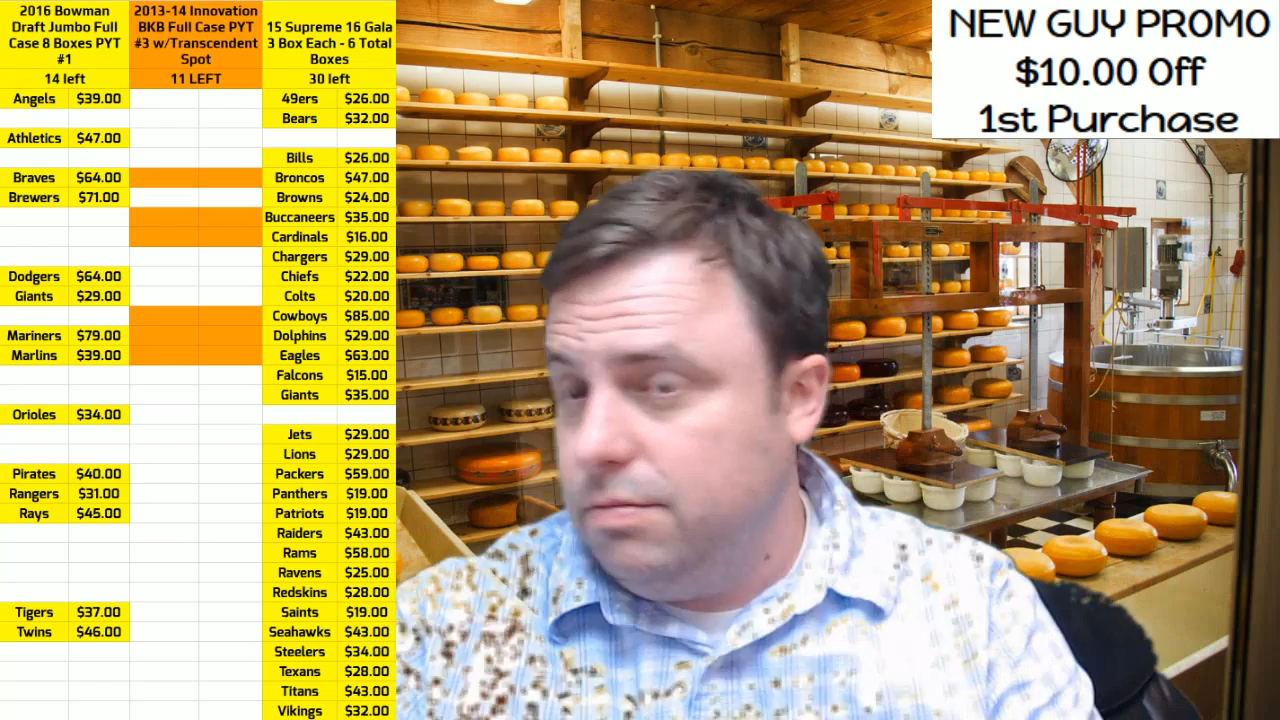 2016 Bowman
Draft Jumbo Full
Case 8 Boxes PYT
#1
14 left
Angels $39.00
Athletics $47.00
Braves $64.00
Brewers $71.00
Dodgers $64.00
Giants $29.00
Mariners $79.00
Marlins $39.00
Orioles $34.00
Pirates $40.00
Rangers $31.00
Rays $45.00
Tigers $37.00
Twins $46.00
2013-14 Innovation
BKB Full Case PYT
#3 w/Transcendent
Spot
11 LEFT
15 Supreme 16 Gala
3 Box Each - 6 Total
Boxes
30 left
49ers $26.00
Bears $32.00
Bills $26.00
Broncos $47.00
Browns $24.00
Buccaneers $35.00
Cardinals $16.00
Chargers $29.00
Chiefs $22.00
Colts $20.00
Cowboys $85.00
Dolphins $29.00
Eagles $63.00
Falcons $15.00
Giants $35.00
Jets $29.00
Lions $29.00
Packers $59.00
Panthers $19.00
Patriots $19.00
Raiders $43.00
Rams $58.00
Ravens $25.00
Redskins $28.00
Saints $19.00
Seahawks $43.00
Steelers $34.00
Texans $28.00
Titans $43.00
Vikings $32.00
NEW GUY PROMO
$10.00 Off
1st Purchase